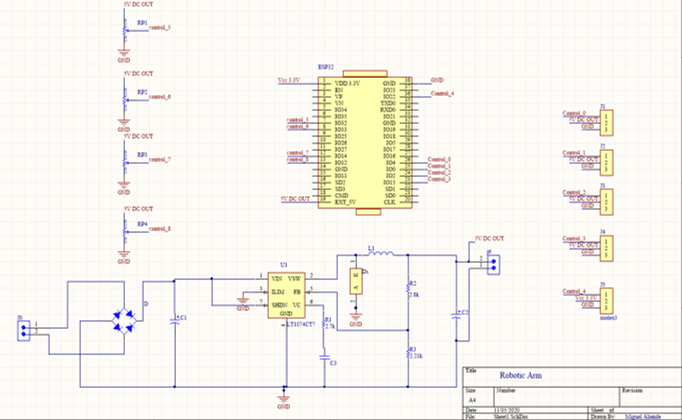 5V DC OUT
RP1
control_5
GND
5V DC OUT
RP2
control_6
GND
5V DC OUT
RP3
control_7
GND
5V DC OUT
RP4
control_8
GND
ESP32
Vcc 3.3V
VDD 3.3V
EN
VP
VN
IO34
IO35
IO32
IO33
IO25
IO26
IO27
IO14
IO12
GND
IO13
SD2
SD3
CMD
EXT_5V
GND
IO23
IO22
TXD0
RXD0
IO21
GND
IO19
IO18
IO5
IO17
IO16
IO4
IO0
IO2
IO15
SD1
SD0
CLK
control_5
control_6
control_7
control_8
5V DC OUT
GND
Control_4
Control_0
Control_1
Control_2
Control_3
J1
Control_0
5V DC OUT
GND
1
2
3
J2
Control_1
5V DC OUT
GND
1
2
3
J3
Control_2
5V DC OUT
GND
1
2
3
J4
Control_3
5V DC OUT
GND
1
2
3
J5
Control_4
Vcc 3.3V
GND
1
2
3
molex3
D
C1
U1
VIN
VSW
ILIM
FB
SHDN
VC
GND
LT1074CT7
GND
R1
2.7k
C3
GND
L1
GND
R2
2.8k
R3
2.21k
C2
5V DC OUT
Title
Robotic Arm
Size
Number
Revision
A4
Date:
11/03/2020
Sheet of
File:
Sheet1.SchDoc
Drawn By:
Miguel Allende